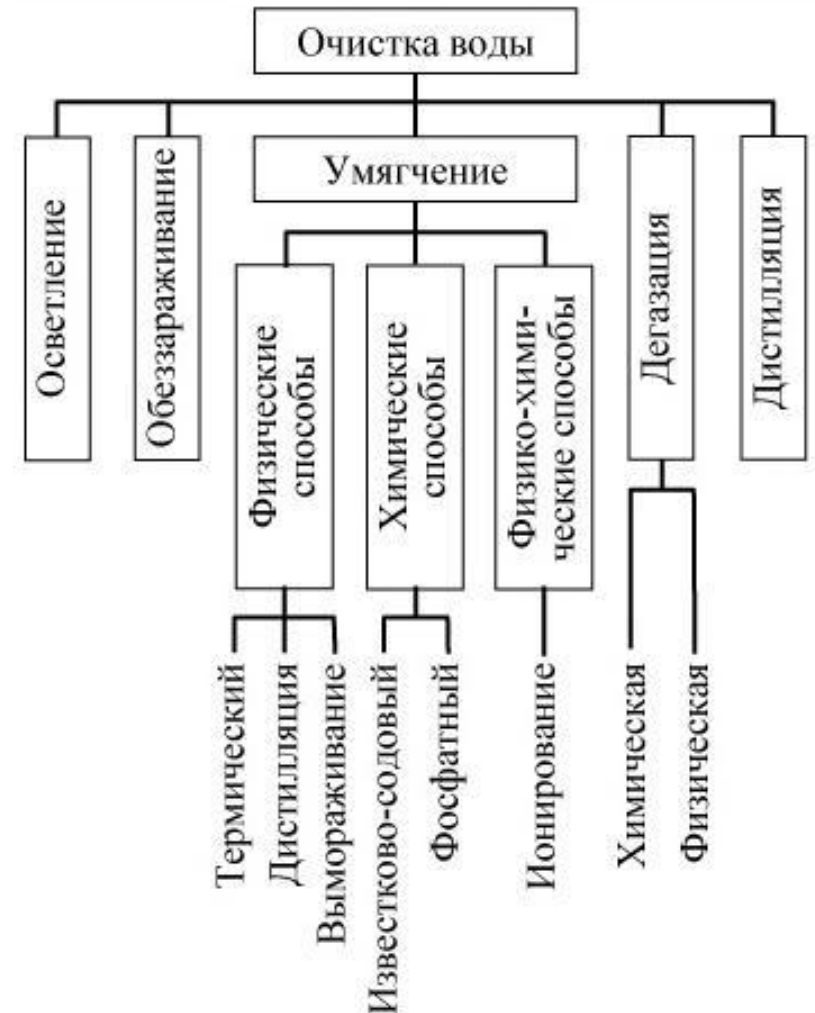 Очистка воды
Осветление
Обеззараживание
Умягчение
Дегазация
Дистилляция
Физические
способы
Химические
способы
Физико-хими-
ческие способы
Термический
Дистилляция
Вымораживание
Известково-содовый
Фосфатный
Ионирование
Химическая
Физическая